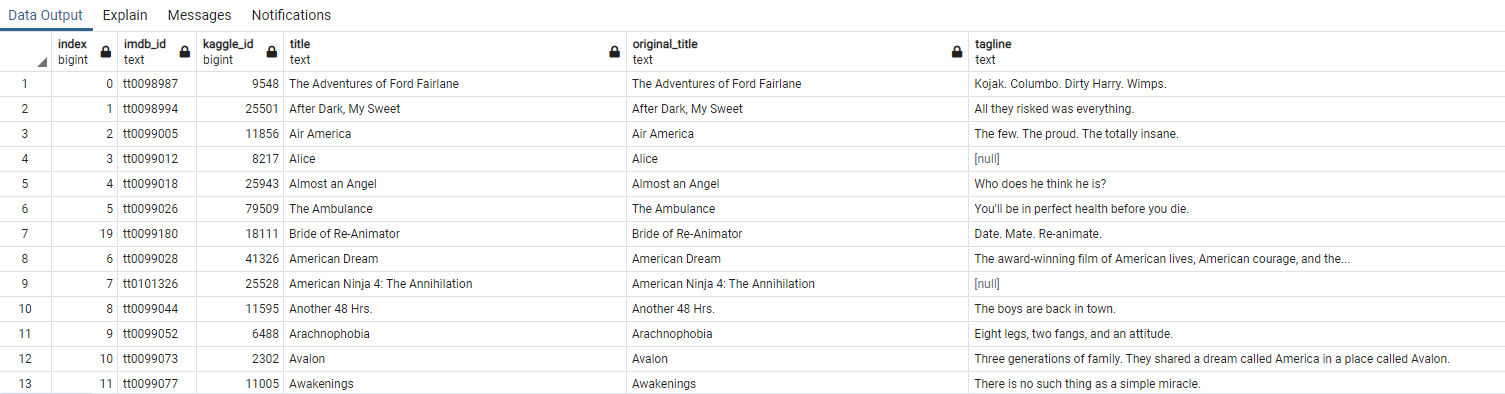 Data Output Explain Messages Notifications
index imdb_id kaggle_id title original_title tagline
bigint text bigint text text text
1 0 tt0098987 9548 The Adventures of Ford Fairlane The Adventures of Ford Fairlane Kojak. Columbo. Dirty Harry. Wimps.
2 1 tt0098994 25501 After Dark, My Sweet After Dark, My Sweet All they risked was everything.
3 2 tt0099005 11856 Air America Air America The few. The proud. The totally insane.
4 3 tt0099012 8217 Alice Alice [null]
5 4 tt0099018 25943 Almost an Angel Almost an Angel Who does he think he is?
6 5 tt0099026 79509 The Ambulance The Ambulance You'll be in perfect health before you die.
7 19 tt0099180 18111 Bride of Re-Animator Bride of Re-Animator Date. Mate. Re-animate.
8 6 tt0099028 41326 American Dream American Dream The award-winning film of American lives, American courage, and the...
9 7 tt0101326 25528 American Ninja 4: The Annihilation American Ninja 4: The Annihilation [null]
10 8 tt0099044 11595 Another 48 Hrs. Another 48 Hrs. The boys are back in town.
11 9 tt0099052 6488 Arachnophobia Arachnophobia Eight legs, two fangs, and an attitude.
12 10 tt0099073 2302 Avalon Avalon Three generations of family. They shared a dream called America in a place called Avalon.
13 11 tt0099077 11005 Awakenings Awakenings There is no such thing as a simple miracle.